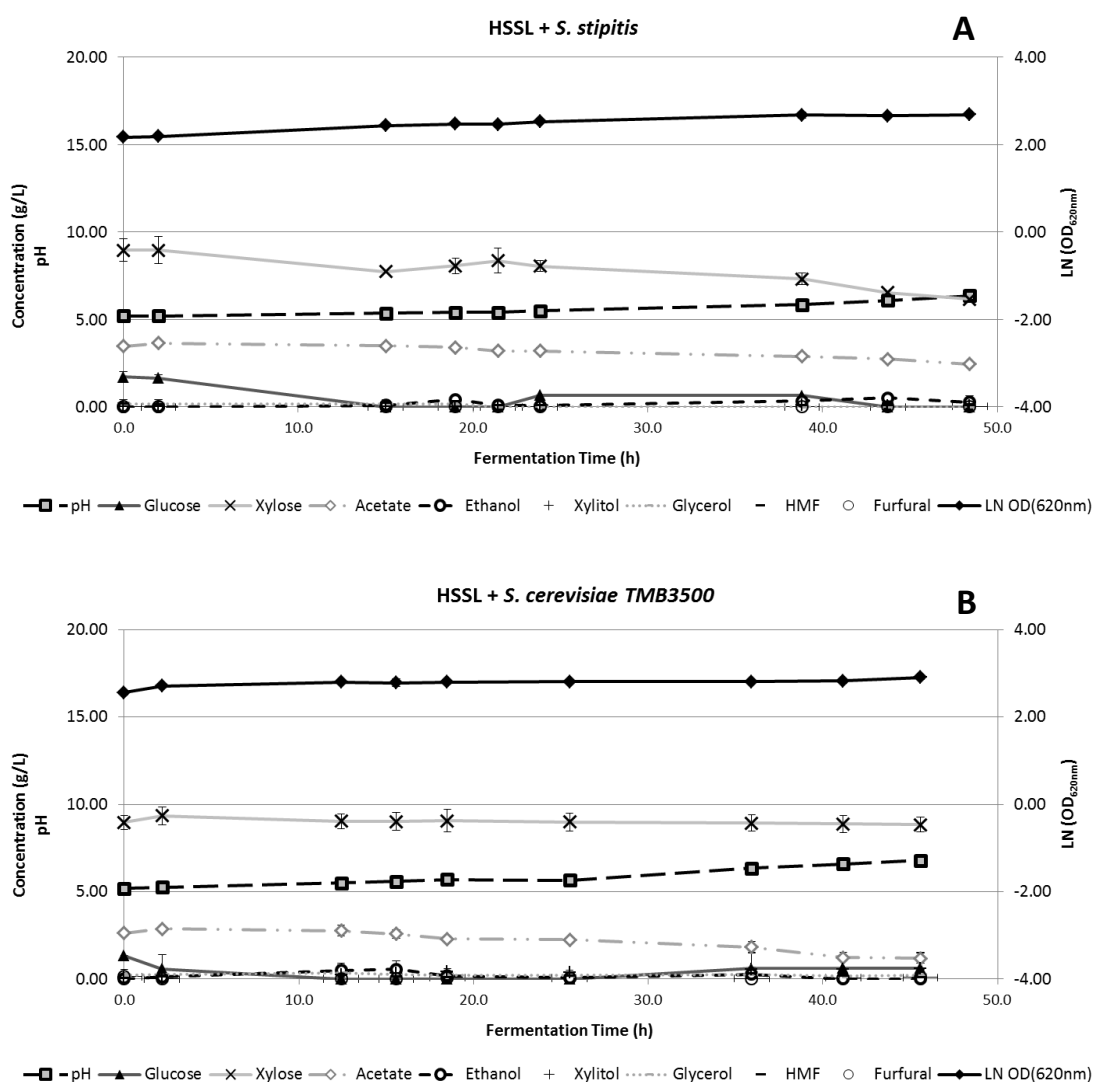 HSSL + S. stipitis
A
20.00
15.00
10.00
5.00
0.00
Concentration (g/L)
pH
4.00
2.00
0.00
-2.00
-4.00
LN (OD620nm)
0.0 10.0 20.0 30.0 40.0 50.0
Fermentation Time (h)
pH Glucose Xylose Acetate Ethanol Xylitol Glycerol HMF Furfural LN OD(620nm)
HSSL + S. cerevisiae TMB3500
B
20.00
15.00
10.00
5.00
0.00
Concentration (g/L)
pH
4.00
2.00
0.00
-2.00
-4.00
LN (OD620nm)
0.0 10.0 20.0 30.0 40.0 50.0
Fermentation Time (h)
pH Glucose Xylose Acetate Ethanol Xylitol Glycerol HMF Furfural LN OD(620nm)